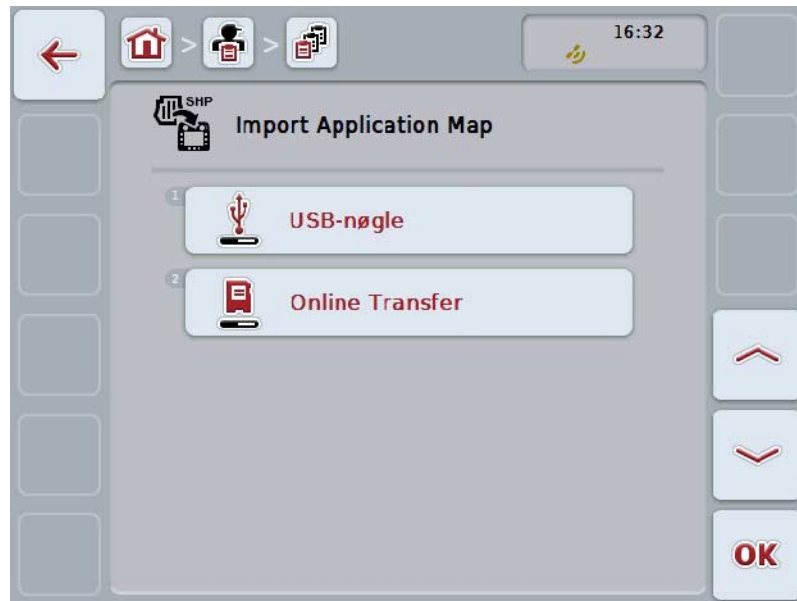 > >
16:32
SHP
Import Application Map
1
USB-nøgle
2
Online Transfer
OK